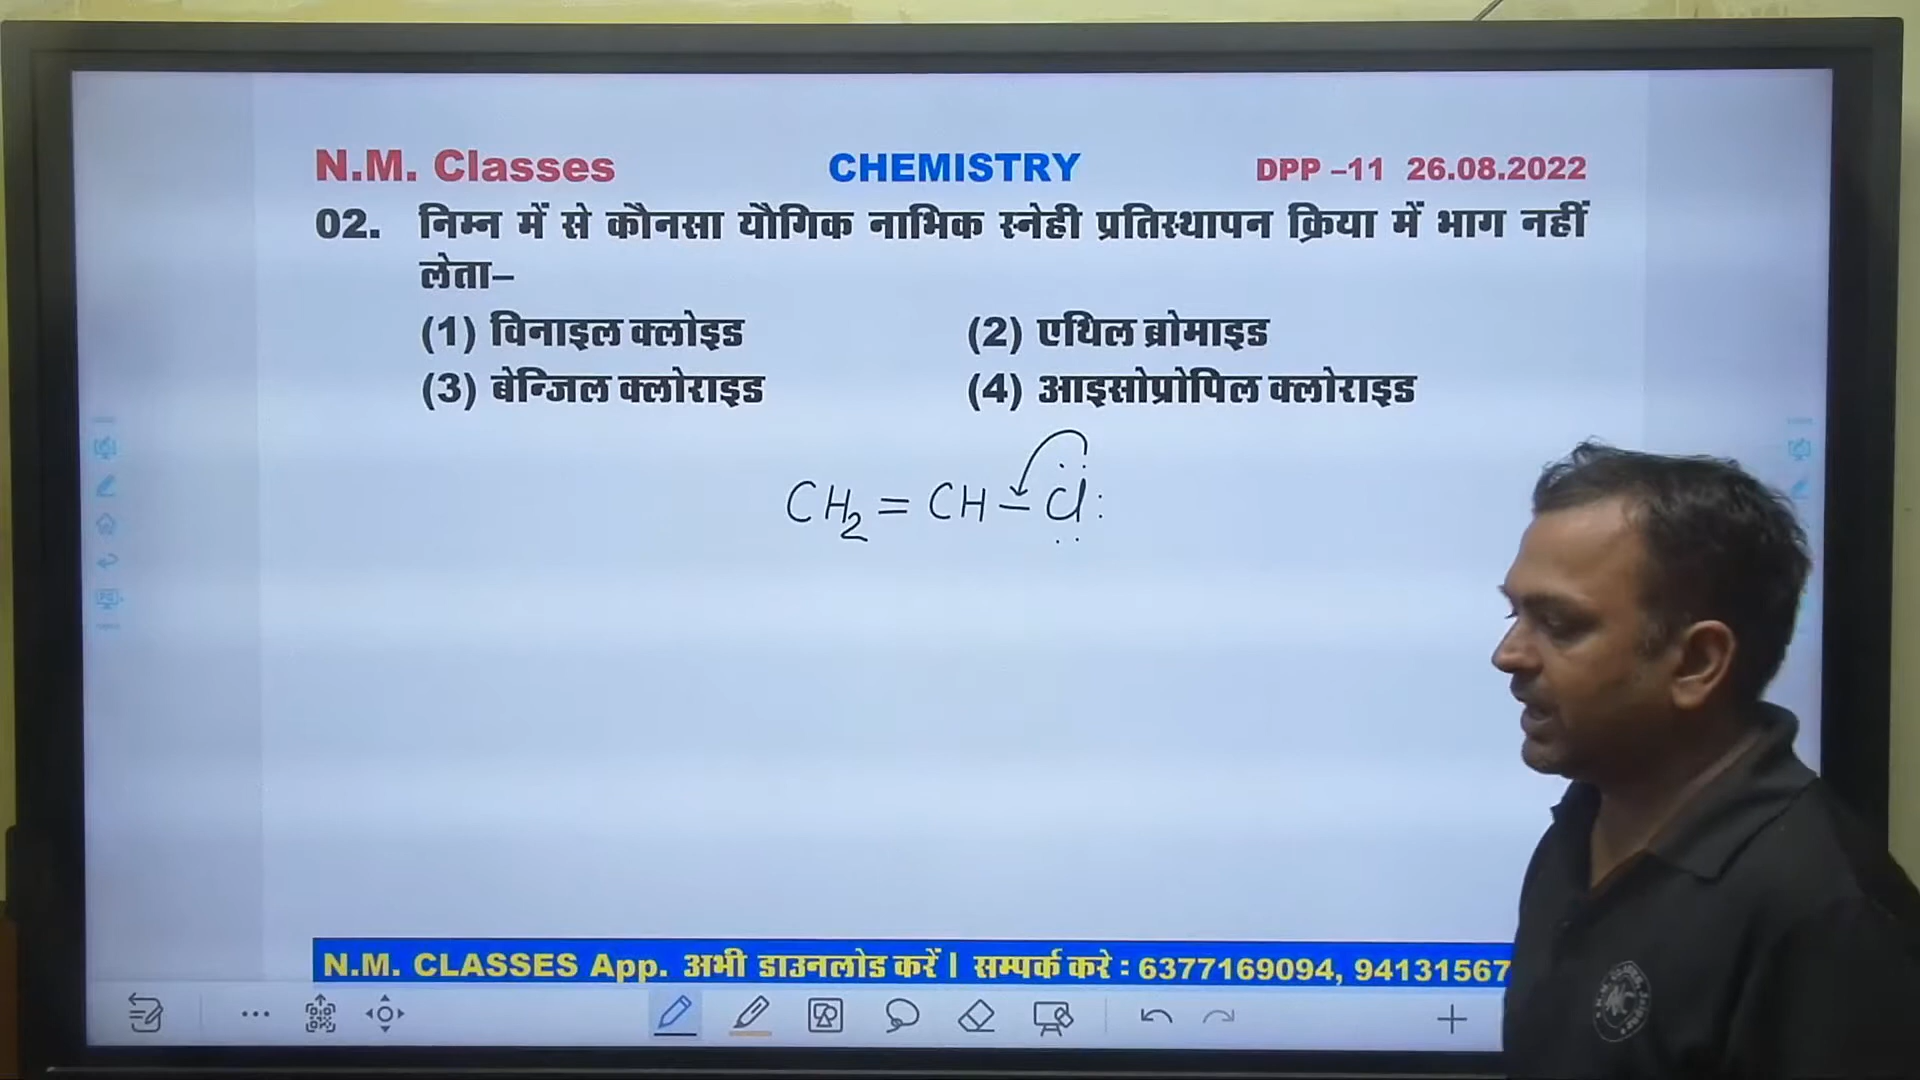 N.M. Classes CHEMISTRY DPP –11 26.08.2022
02. निम्न में से कौनसा यौगिक नाभिक स्नेही प्रतिस्थापन क्रिया में भाग नहीं
लेता–
(1) विनाइल क्लोइड (2) एथिल ब्रोमाइड
(3) बेन्जिल क्लोराइड (4) आइसोप्रोपिल क्लोराइड
CH₂ = CH – Cl:
N.M. CLASSES App. अभी डाउनलोड करें। सम्पर्क करे : 6377169094, 94131567